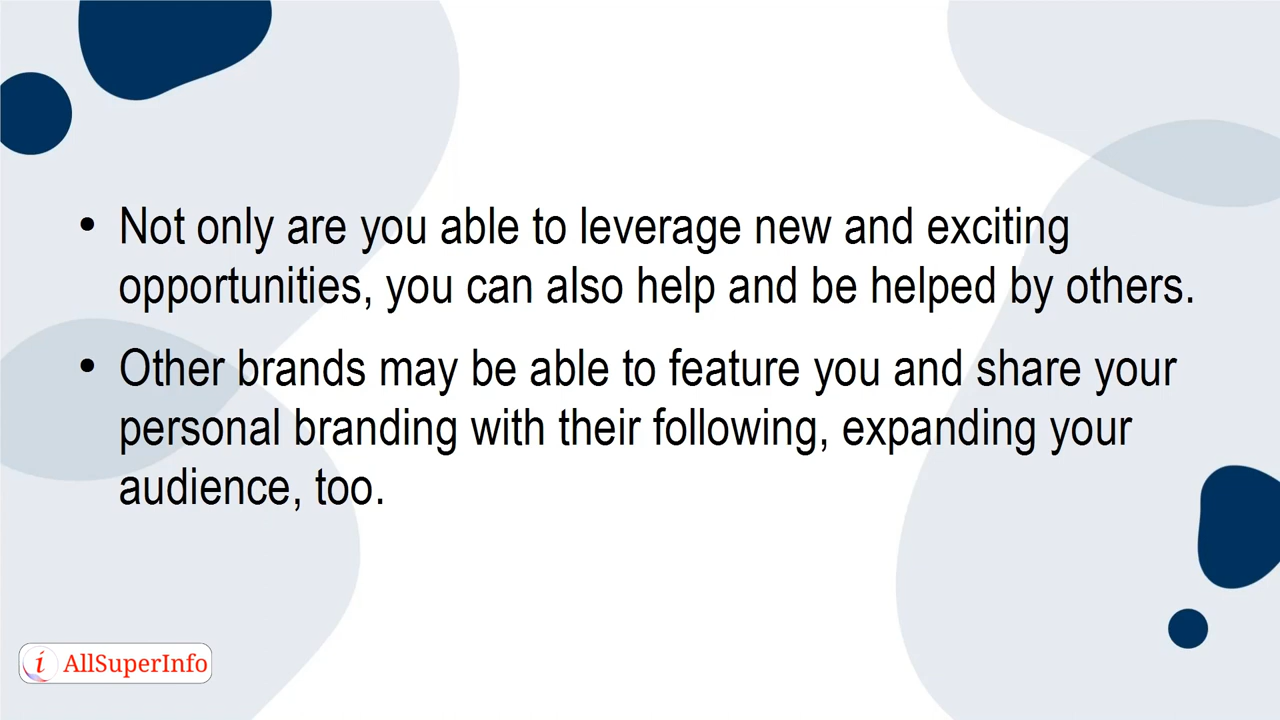 • Not only are you able to leverage new and exciting
opportunities, you can also help and be helped by others.
• Other brands may be able to feature you and share your
personal branding with their following, expanding your
audience, too.
i AllSuperInfo